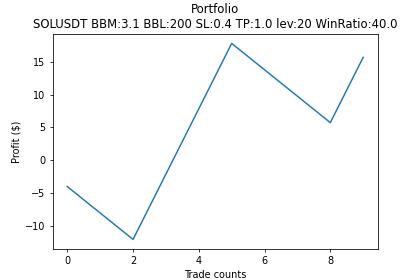 Portfolio
SOLUSDT BBM:3.1 BBL:200 SL:0.4 TP:1.0 lev:20 WinRatio:40.0
15
10
5
0
−5
−10
Profit ($)
0
2
4
6
8
Trade counts